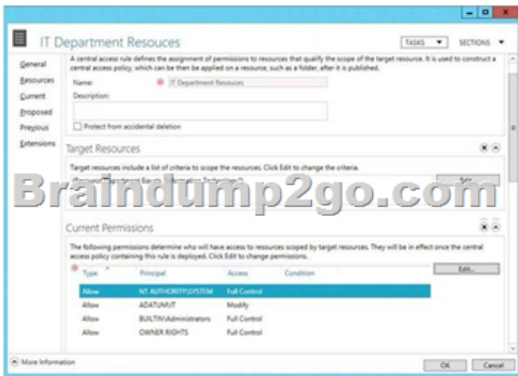 IT Department Resouces
TASKS
SECTIONS
General
Resources
Current
Proposed
Previous
Extensions
A central access rule defines the assignment of permissions to resources that qualify the scope of the target resource. It is used to construct a
central access policy, which can then be applied on a resource, such as a folder, after it is published.
Name:
IT Department Resouces
Description:
Protect from accidental deletion
Target Resources
Target resources include a list of criteria to scope the resources. Click Edit to change the criteria.
Braindump2go.com
Current Permissions
The following permissions determine who will have access to resources scoped by target resources. They will be in effect once the central
access policy containing this rule is deployed. Click Edit to change permissions.
Edit...
Type Principal Access Condition
Allow NT AUTHORITY\SYSTEM Full Control
Allow ADATUM\IT Modify
Allow BUILTIN\Administrators Full Control
Allow OWNER RIGHTS Full Control
More Information
OK
Cancel